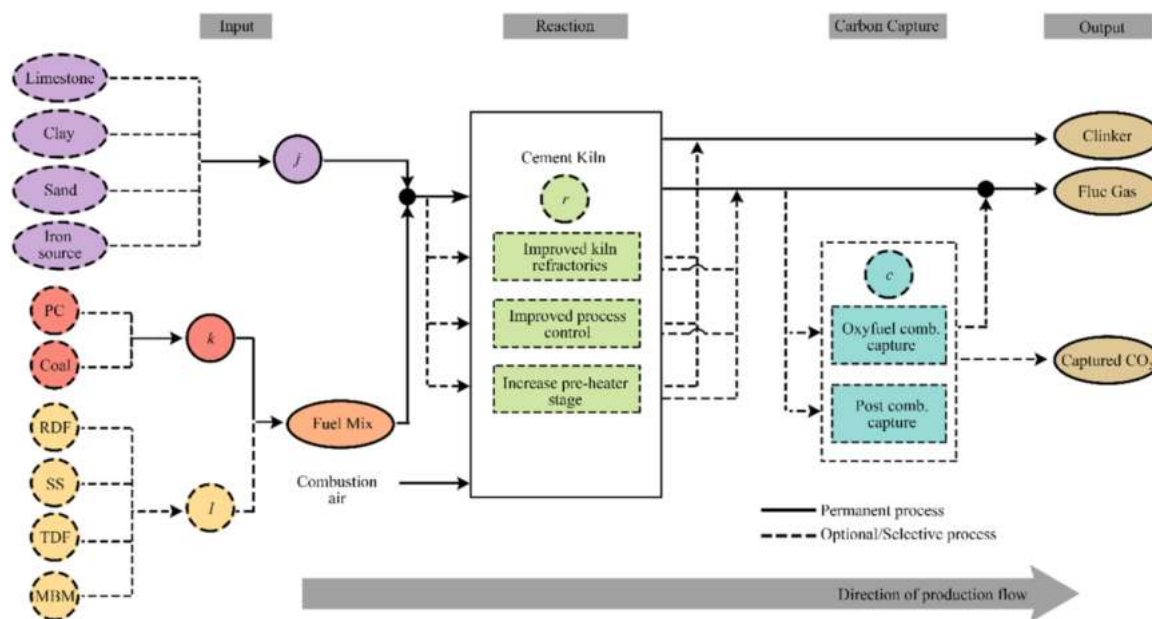 Input
Reaction
Carbon Capture
Output
Limestone
Clay
Sand
Iron
source
PC
Coal
RDF
SS
TDF
MBM
j
k
l
Fuel Mix
Combustion
air
Cement Kiln
r
Improved kiln
refractories
Improved process
control
Increase pre-heater
stage
c
Oxyfuel comb.
capture
Post comb.
capture
Clinker
Flue Gas
Captured CO₂
Permanent process
Optional/Selective process
Direction of production flow